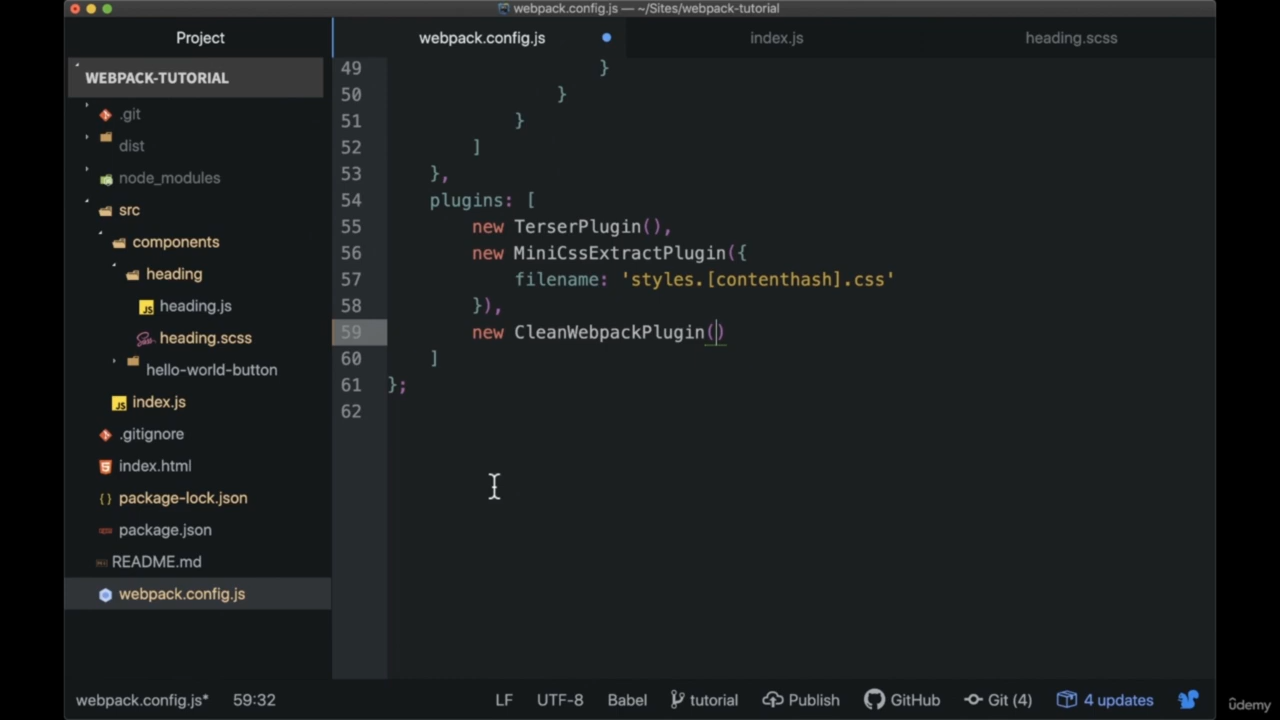 webpack.config.js — ~/Sites/webpack-tutorial
Project
webpack.config.js
index.js
heading.scss
WEBPACK-TUTORIAL
.git
dist
node_modules
src
components
heading
JS heading.js
heading.scss
hello-world-button
JS index.js
.gitignore
index.html
package-lock.json
package.json
README.md
webpack.config.js
49 }
50 }
51 }
52 ]
53 },
54 plugins: [
55 new TerserPlugin(),
56 new MiniCssExtractPlugin({
57 filename: 'styles.[contenthash].css'
58 }),
59 new CleanWebpackPlugin()
60 ]
61 };
62
webpack.config.js* 59:32 LF UTF-8 Babel tutorial Publish GitHub Git (4) 4 updates
ûdemy